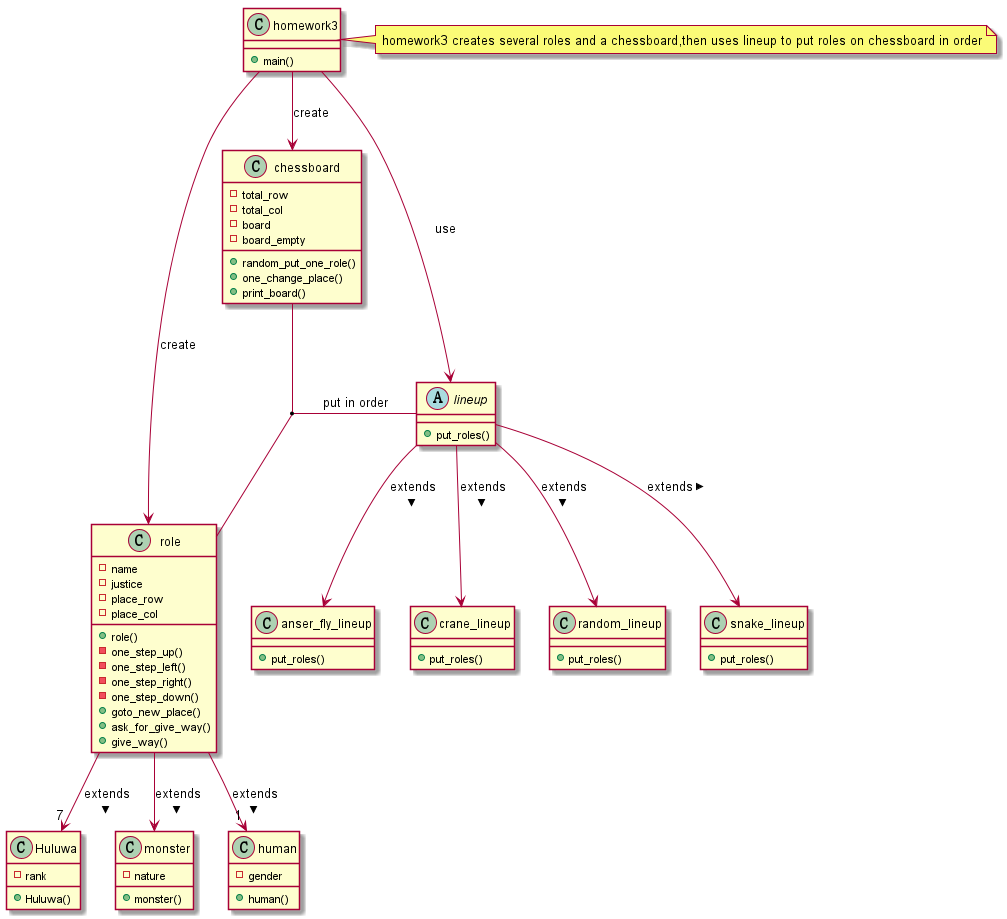 C homework3
main()
homework3 creates several roles and a chessboard,then uses lineup to put roles on chessboard in order
create
C chessboard
total_row
total_col
board
board_empty
random_put_one_role()
one_change_place()
print_board()
use
create
A lineup
put_roles()
put in order
C role
name
justice
place_row
place_col
role()
one_step_up()
one_step_left()
one_step_right()
one_step_down()
goto_new_place()
ask_for_give_way()
give_way()
extends
extends
extends
extends
C anser_fly_lineup
put_roles()
C crane_lineup
put_roles()
C random_lineup
put_roles()
C snake_lineup
put_roles()
extends
7
extends
extends
1
C Huluwa
rank
Huluwa()
C monster
nature
monster()
C human
gender
human()